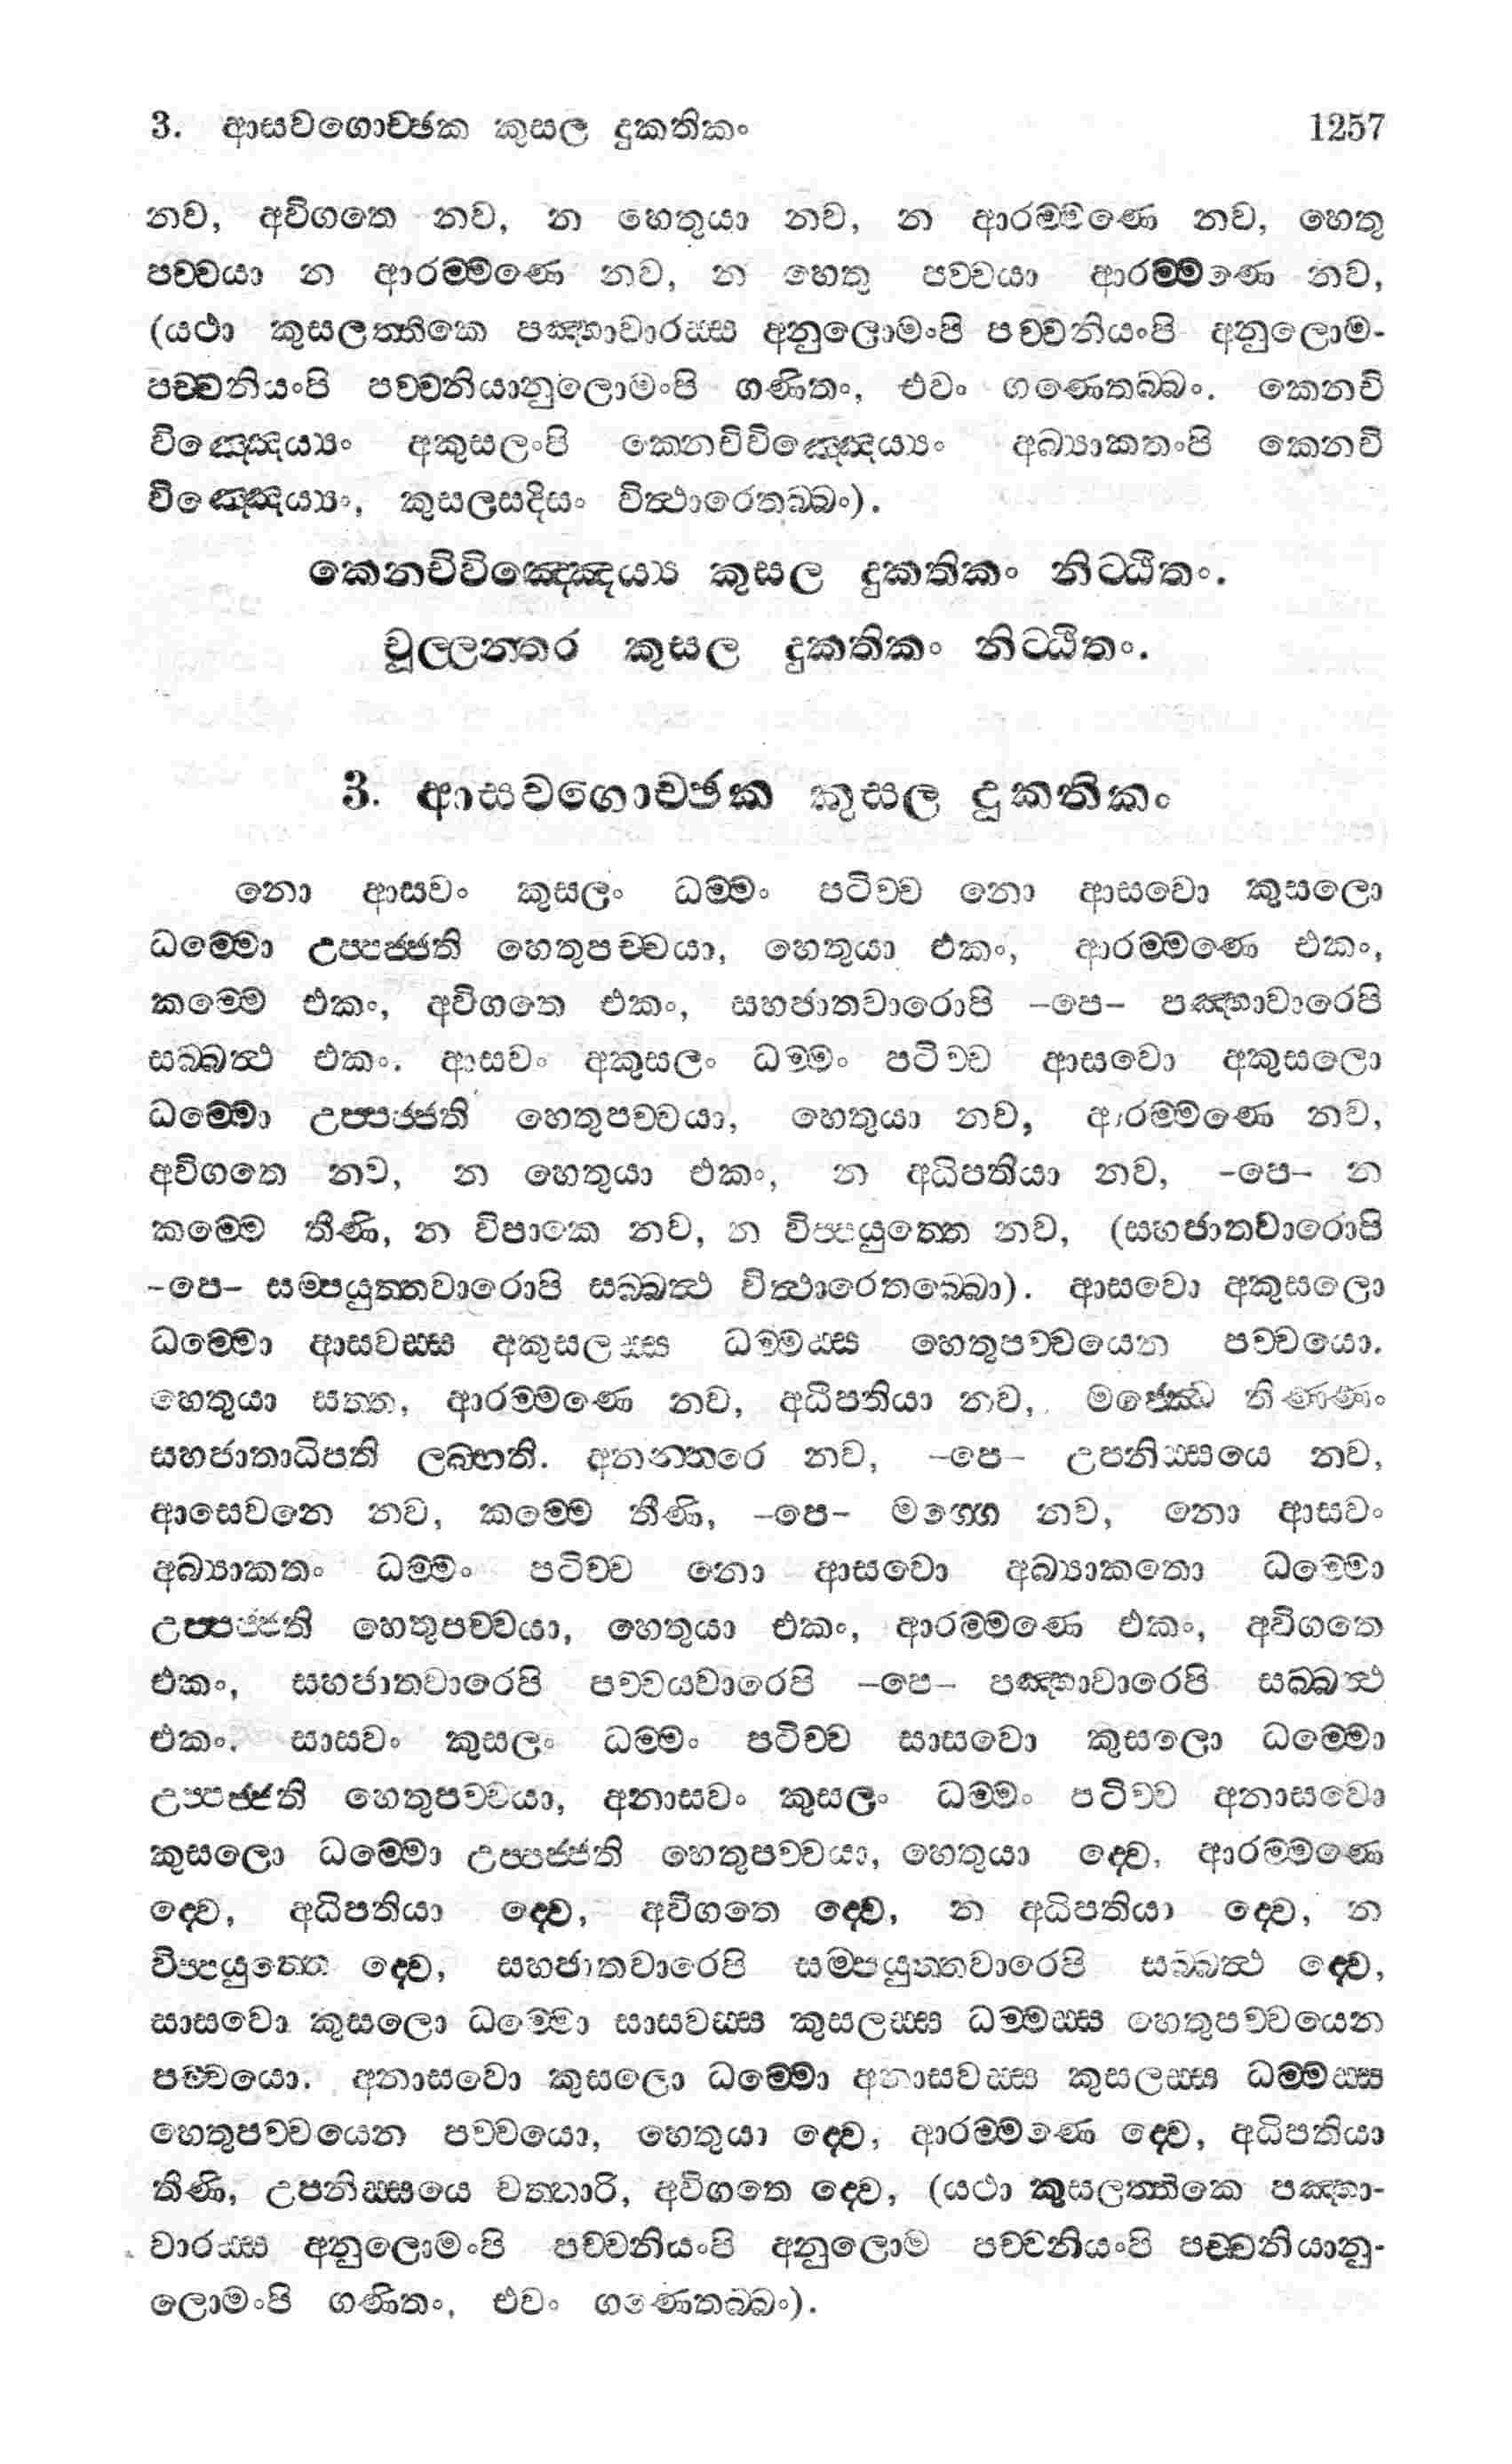 3. ආසවගොච්ඡක කුසල දුකතිකං 1257
නව, අවිගතෙ නව, න හෙතුයා නව, න ආරම්මණෙ නව, හෙතු
පච්චයා න ආරම්මණෙ නව, න හෙතු පච්චයා ආරම්මණෙ නව,
(යථා කුසලත්තිකෙ පඤ්හාවාරස්ස අනුලොමංපි පච්චනියංපි අනුලොම-
පච්චනියංපි පච්චනියානුලොමංපි ගණිතං, එවං ගණෙතබ්බං. කෙනචි
විඤ්ඤෙය්‍යං අකුසලංපි කෙනචිවිඤ්ඤෙය්‍යං අබ්‍යාකතංපි කෙනචි
විඤ්ඤෙය්‍යං, කුසලසදිසං විත්ථාරෙතබ්බං).
කෙනචිවිඤ්ඤෙය්‍ය කුසල දුකතිකං නිට්ඨිතං.
චූල්ලන්තර කුසල දුකතිකං නිට්ඨිතං.
3. ආසවගොච්ඡක කුසල දුකතිකං
නො ආසවං කුසලං ධම්මං පටිච්ච නො ආසවො කුසලො
ධම්මො උප්පජ්ජති හෙතුපච්චයා, හෙතුයා එකං, ආරම්මණෙ එකං,
කම්මෙ එකං, අවිගතෙ එකං, සහජාතවාරොපි -පෙ- පඤ්හාවාරෙපි
සබ්බත්ථ එකං. ආසවං අකුසලං ධම්මං පටිච්ච ආසවො අකුසලො
ධම්මො උප්පජ්ජති හෙතුපච්චයා, හෙතුයා නව, ආරම්මණෙ නව,
අවිගතෙ නව, න හෙතුයා එකං, න අධිපතියා නව, -පෙ- න
කම්මෙ තීණි, න විපාකෙ නව, න විප්පයුත්තෙ නව, (සහජාතවාරොපි
-පෙ- සම්පයුත්තවාරොපි සබ්බත්ථ විත්ථාරෙතබ්බො). ආසවො අකුසලො
ධම්මො ආසවස්ස අකුසලස්ස ධම්මස්ස හෙතුපච්චයෙන පච්චයො.
හෙතුයා සත්ත, ආරම්මණෙ නව, අධිපතියා නව, මජ්ඣෙ තිණ්ණං
සහජාතාධිපති ලබ්භති. අනන්තරෙ නව, -පෙ- උපනිස්සයෙ නව,
ආසෙවනෙ නව, කම්මෙ තීණි, -පෙ- මග්ගෙ නව, නො ආසවං
අබ්‍යාකතං ධම්මං පටිච්ච නො ආසවො අබ්‍යාකතො ධම්මො
උප්පජ්ජති හෙතුපච්චයා, හෙතුයා එකං, ආරම්මණෙ එකං, අවිගතෙ
එකං, සහජාතවාරෙපි පච්චයවාරෙපි -පෙ- පඤ්හාවාරෙපි සබ්බත්ථ
එකං. සාසවං කුසලං ධම්මං පටිච්ච සාසවො කුසලො ධම්මො
උප්පජ්ජති හෙතුපච්චයා, අනාසවං කුසලං ධම්මං පටිච්ච අනාසවො
කුසලො ධම්මො උප්පජ්ජති හෙතුපච්චයා, හෙතුයා ද්වෙ, ආරම්මණෙ
ද්වෙ, අධිපතියා ද්වෙ, අවිගතෙ ද්වෙ, න අධිපතියා ද්වෙ, න
විප්පයුත්තෙ ද්වෙ, සහජාතවාරෙපි සම්පයුත්තවාරෙපි සබ්බත්ථ ද්වෙ,
සාසවො කුසලො ධම්මො සාසවස්ස කුසලස්ස ධම්මස්ස හෙතුපච්චයෙන
පච්චයො. අනාසවො කුසලො ධම්මො අනාසවස්ස කුසලස්ස ධම්මස්ස
හෙතුපච්චයෙන පච්චයො, හෙතුයා ද්වෙ, ආරම්මණෙ ද්වෙ, අධිපතියා
තීණි, උපනිස්සයෙ චත්තාරි, අවිගතෙ ද්වෙ, (යථා කුසලත්තිකෙ පඤ්හා-
වාරස්ස අනුලොමංපි පච්චනියංපි අනුලොම පච්චනියංපි පච්චනියානු-
ලොමංපි ගණිතං, එවං ගණෙතබ්බං).